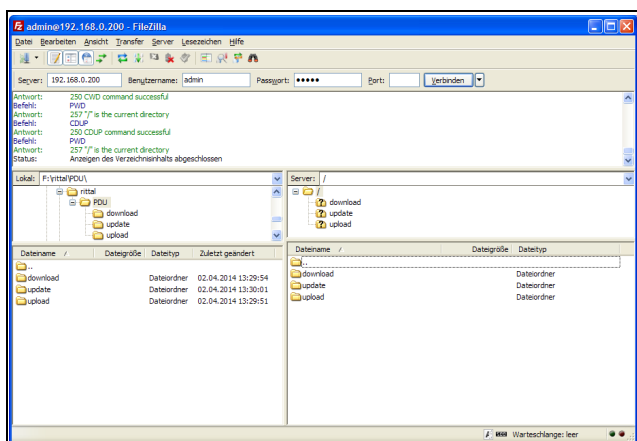 admin@192.168.0.200 - FileZilla
Datei Bearbeiten Ansicht Transfer Server Lesezeichen Hilfe
Server: 192.168.0.200 Benutzername: admin Passwort: ●●●●● Port: Verbinden
Antwort: 250 CWD command successful
Befehl: PWD
Antwort: 257 "/" is the current directory
Befehl: CDUP
Antwort: 250 CDUP command successful
Befehl: PWD
Antwort: 257 "/" is the current directory
Status: Anzeigen des Verzeichnisinhalts abgeschlossen
Lokal: F:\rittal\PDU\
rittal
PDU
download
update
upload
Server: /
/
download
update
upload
Dateiname / Dateigröße Dateityp Zuletzt geändert
..
download Dateiordner 02.04.2014 13:29:54
update Dateiordner 02.04.2014 13:30:01
upload Dateiordner 02.04.2014 13:29:51
Dateiname / Dateigröße Dateityp
..
download Dateiordner
update Dateiordner
upload Dateiordner
Warteschlange: leer